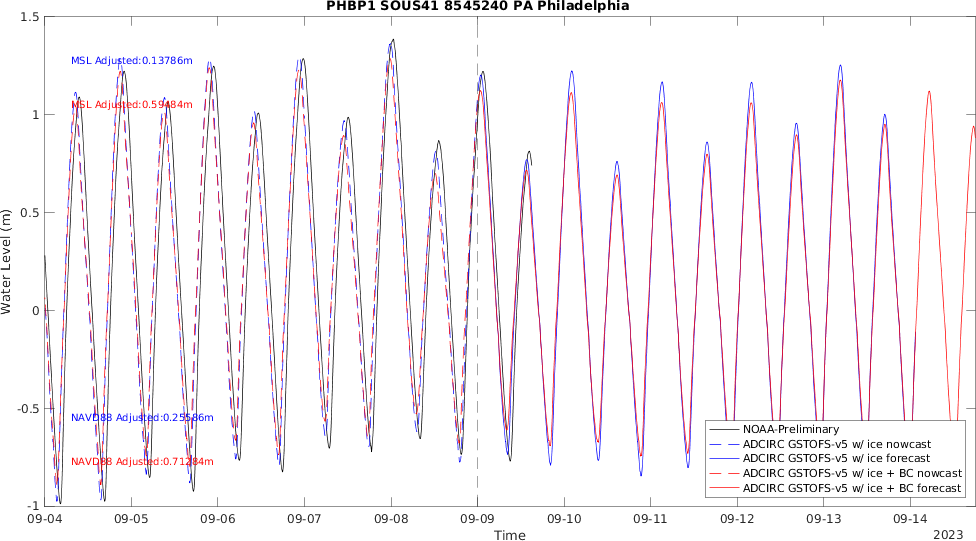 PHBP1 SOUS41 8545240 PA Philadelphia
1.5
1
0.5
0
-0.5
-1
Water Level (m)
MSL Adjusted:0.13786m
MSL Adjusted:0.59484m
NAVD88 Adjusted:0.25586m
NAVD88 Adjusted:0.71284m
NOAA-Preliminary
ADCIRC GSTOFS-v5 w/ ice nowcast
ADCIRC GSTOFS-v5 w/ ice forecast
ADCIRC GSTOFS-v5 w/ ice + BC nowcast
ADCIRC GSTOFS-v5 w/ ice + BC forecast
09-04 09-05 09-06 09-07 09-08 09-09 09-10 09-11 09-12 09-13 09-14
Time
2023